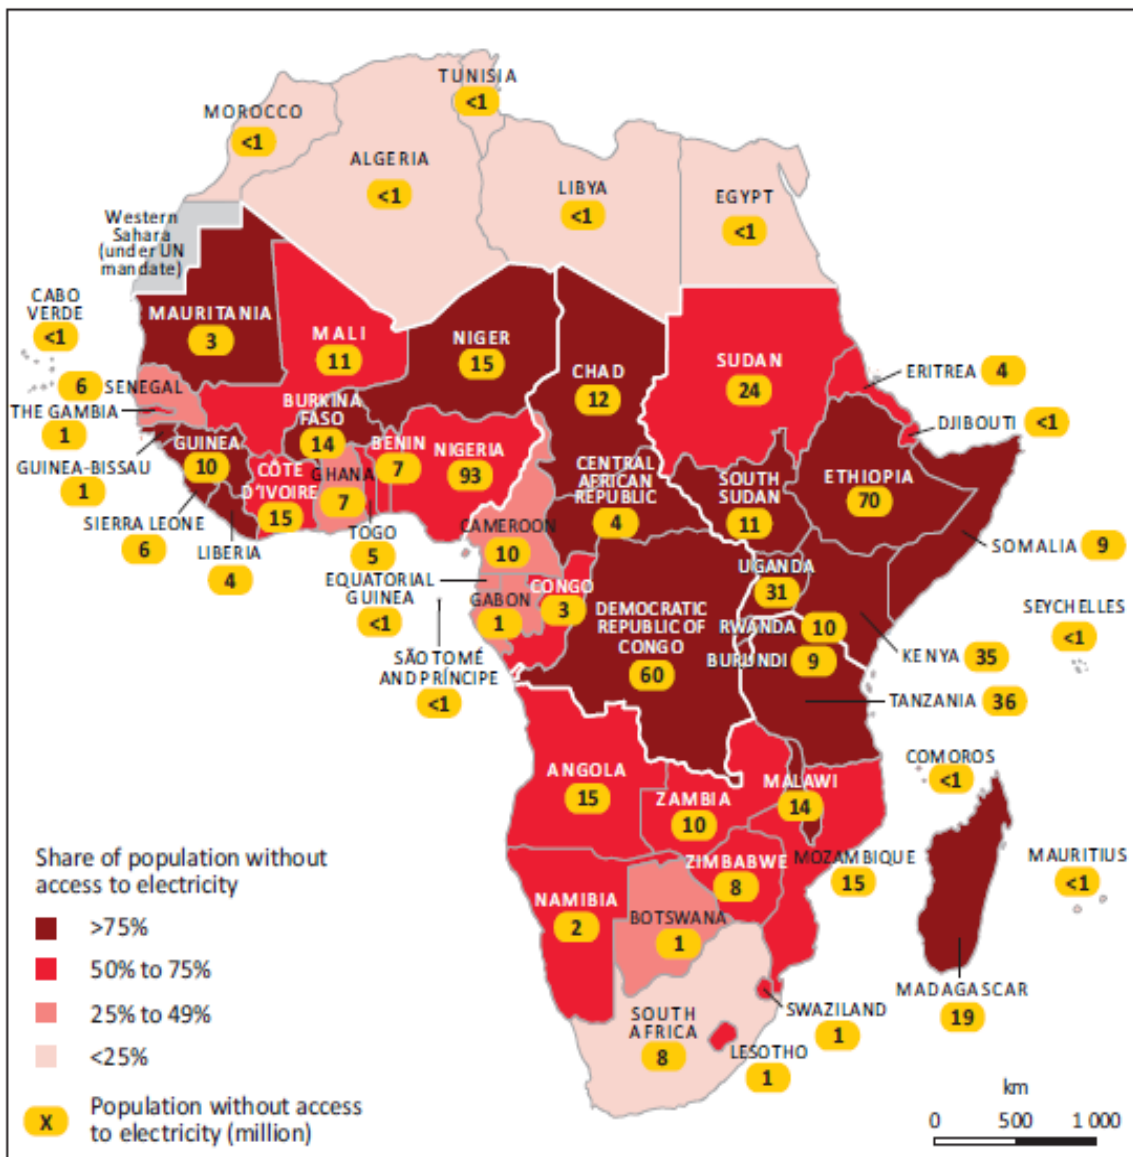 TUNISIA
<1
MOROCCO
<1
ALGERIA
<1
LIBYA
<1
EGYPT
<1
Western
Sahara
(under UN
mandate)
CABO
VERDE
<1
MAURITANIA
3
MALI
11
NIGER
15
CHAD
12
SUDAN
24
ERITREA 4
DJIBOUTI <1
6 SENEGAL
THE GAMBIA
1
GUINEA-BISSAU
1
GUINEA
10
SIERRA LEONE
6
LIBERIA
4
BURKINA
FASO
14
CÔTE
D'IVOIRE
15
GHANA
7
TOGO
5
BENIN
7
NIGERIA
93
CENTRAL
AFRICAN
REPUBLIC
4
SOUTH
SUDAN
11
ETHIOPIA
70
SOMALIA 9
CAMEROON
10
EQUATORIAL
GUINEA
<1
GABON
1
CONGO
3
SÃO TOMÉ
AND PRÍNCIPE
<1
DEMOCRATIC
REPUBLIC OF
CONGO
60
UGANDA
31
RWANDA 10
BURUNDI 9
KENYA 35
TANZANIA 36
SEYCHELLES
<1
COMOROS
<1
ANGOLA
15
ZAMBIA
10
MALAWI
14
MOZAMBIQUE
15
ZIMBABWE
8
NAMIBIA
2
BOTSWANA
1
MAURITIUS
<1
MADAGASCAR
19
SOUTH
AFRICA
8
SWAZILAND
1
LESOTHO
1
Share of population without
access to electricity
>75%
50% to 75%
25% to 49%
<25%
X Population without access
to electricity (million)
km
0 500 1 000